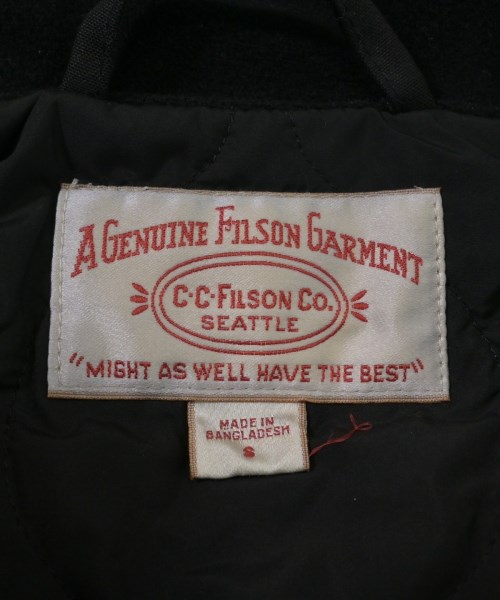 A GENUINE FILSON GARMENT
C·C·FILSON CO.
SEATTLE
"MIGHT AS WELL HAVE THE BEST"
MADE IN
BANGLADESH
S